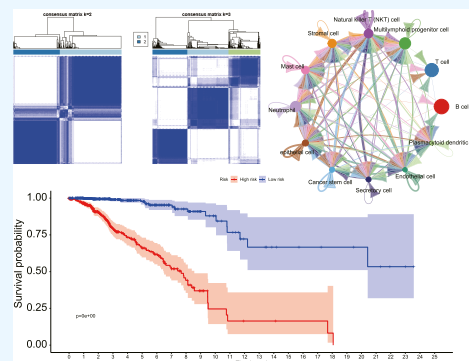 consensus matrix k=2
1
2
consensus matrix k=3
Natural killer T (NKT) cell
Multilymphoid progenitor cell
Stromal cell
T cell
Mast cell
B cell
Neutrophil
Plasmacytoid dendritic
epithelial cell
Endothelial cell
Cancer stem cell
Secretory cell
Risk High risk Low risk
Survival probability
1.00
0.75
0.50
0.25
0.00
p=0e+00
0 1 2 3 4 5 6 7 8 9 10 11 12 13 14 15 16 17 18 19 20 21 22 23 24 25